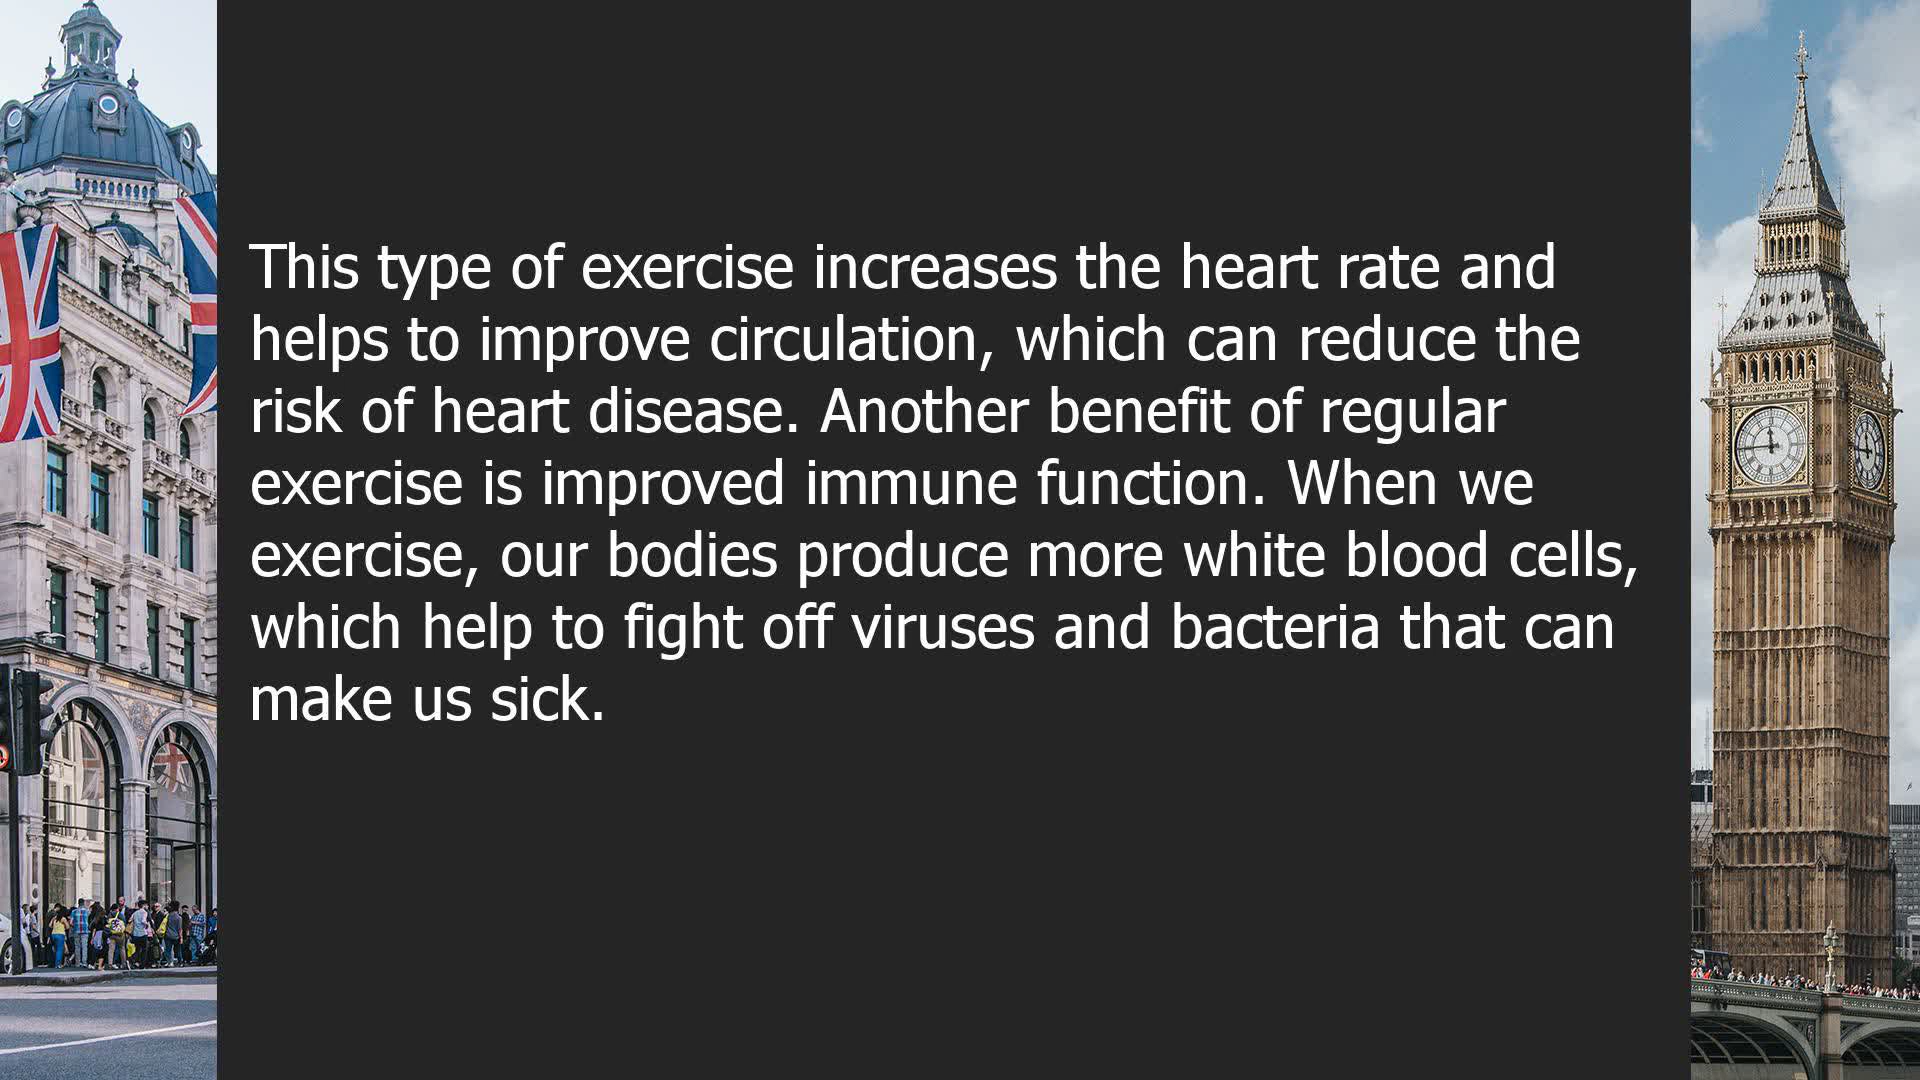 This type of exercise increases the heart rate and
helps to improve circulation, which can reduce the
risk of heart disease. Another benefit of regular
exercise is improved immune function. When we
exercise, our bodies produce more white blood cells,
which help to fight off viruses and bacteria that can
make us sick.